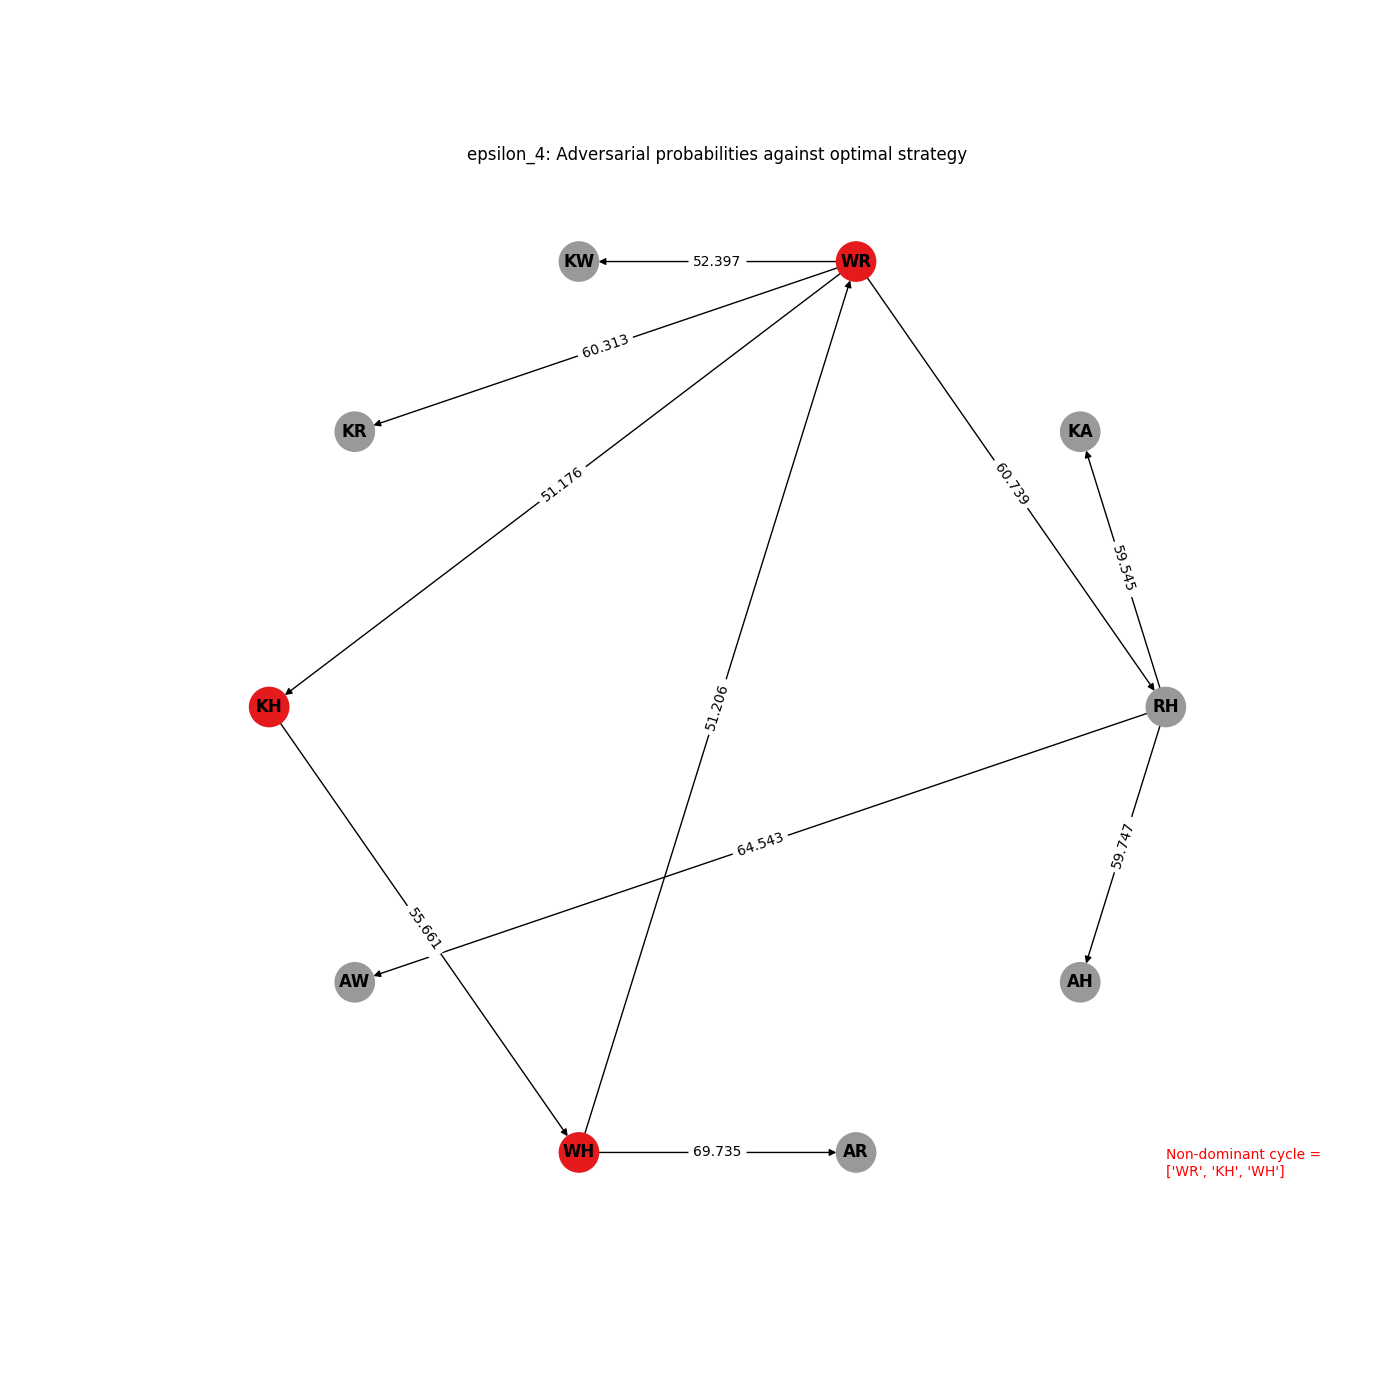 epsilon_4: Adversarial probabilities against optimal strategy
KW
52.397
WR
60.313
KR
KA
51.176
60.739
59.545
KH
51.206
RH
64.543
59.747
55.661
AW
AH
WH
69.735
AR
Non-dominant cycle =
['WR', 'KH', 'WH']